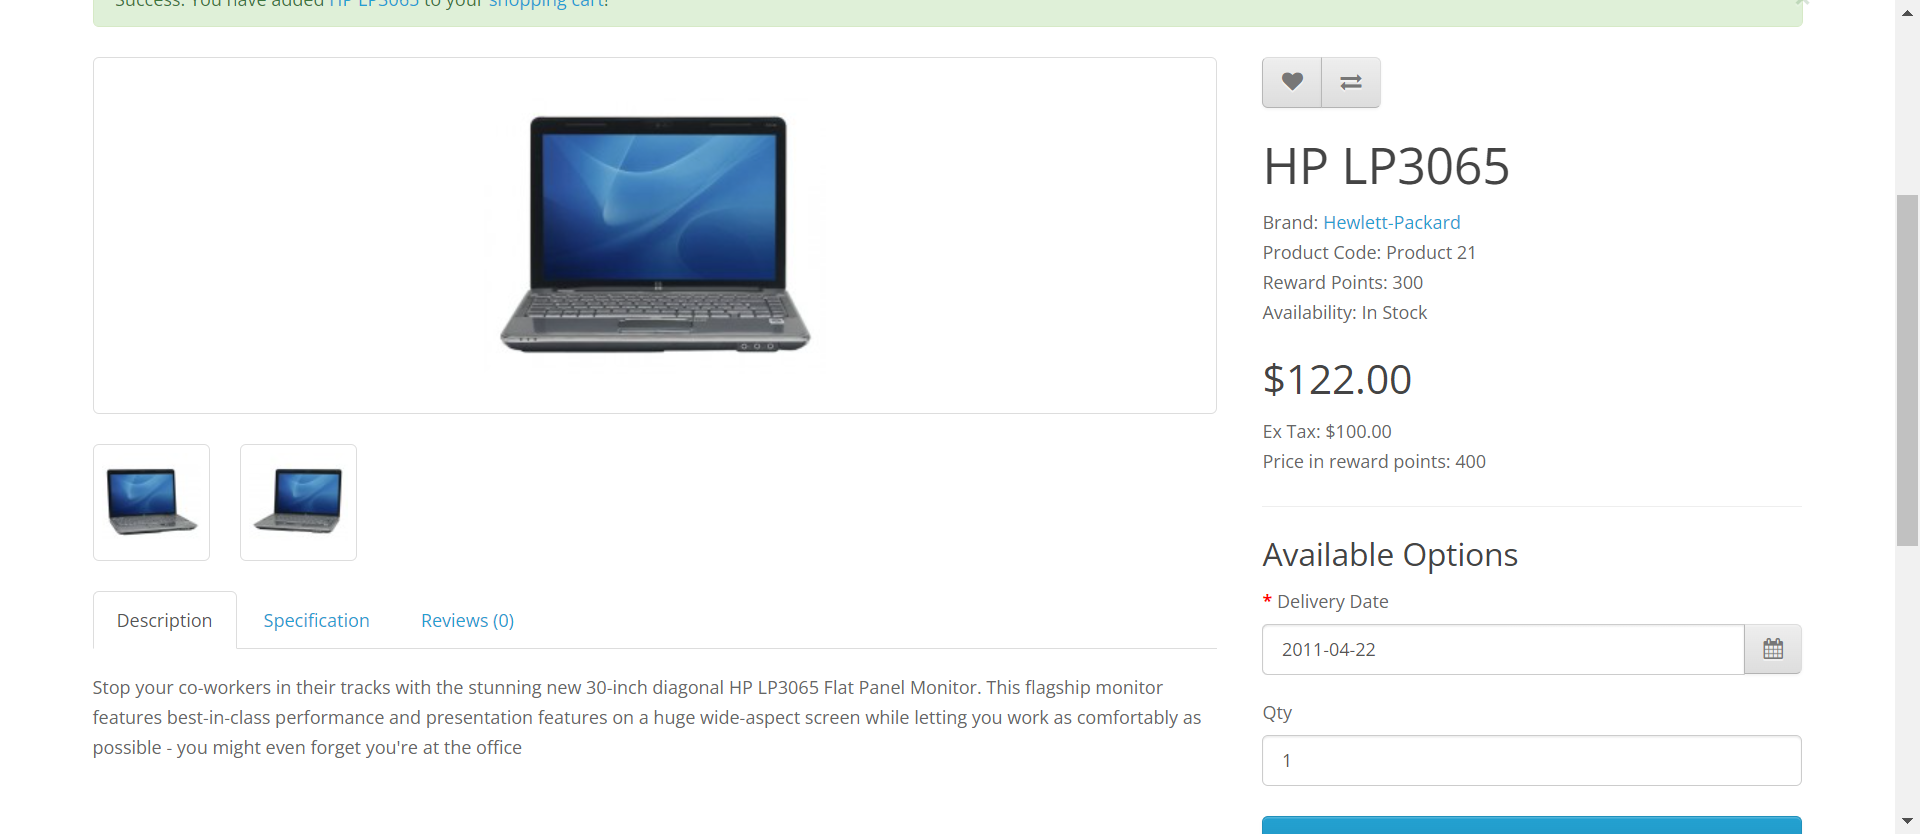 Success: You have added HP LP3065 to your shopping cart!
HP LP3065
Brand: Hewlett-Packard
Product Code: Product 21
Reward Points: 300
Availability: In Stock
$122.00
Ex Tax: $100.00
Price in reward points: 400
Available Options
* Delivery Date
2011-04-22
Qty
1
Description
Specification
Reviews (0)
Stop your co-workers in their tracks with the stunning new 30-inch diagonal HP LP3065 Flat Panel Monitor. This flagship monitor
features best-in-class performance and presentation features on a huge wide-aspect screen while letting you work as comfortably as
possible - you might even forget you're at the office